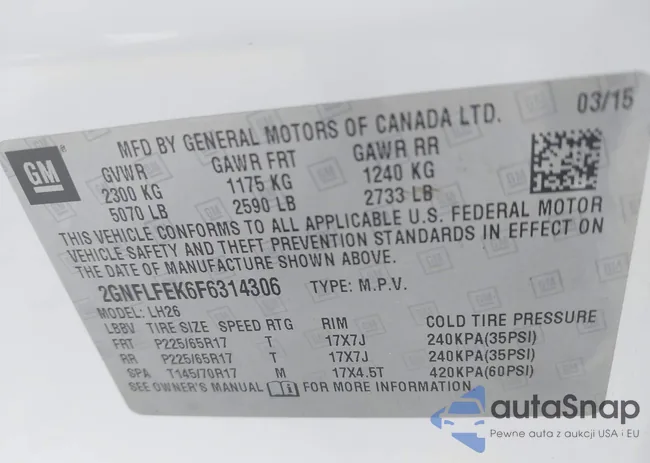 03/15
MFD BY GENERAL MOTORS OF CANADA LTD.
GM
GVWR GAWR FRT GAWR RR
2300 KG 1175 KG 1240 KG
5070 LB 2590 LB 2733 LB
THIS VEHICLE CONFORMS TO ALL APPLICABLE U.S. FEDERAL MOTOR
VEHICLE SAFETY AND THEFT PREVENTION STANDARDS IN EFFECT ON
THE DATE OF MANUFACTURE SHOWN ABOVE.
2GNFLFEK6F6314306 TYPE: M.P.V.
MODEL: LH26
LBBV TIRE SIZE SPEED RTG RIM COLD TIRE PRESSURE
FRT P225/65R17 T 17X7J 240KPA(35PSI)
RR P225/65R17 T 17X7J 240KPA(35PSI)
SPA T145/70R17 M 17X4.5T 420KPA(60PSI)
SEE OWNER'S MANUAL FOR MORE INFORMATION.
autaSnap
Pewne auta z aukcji USA i EU